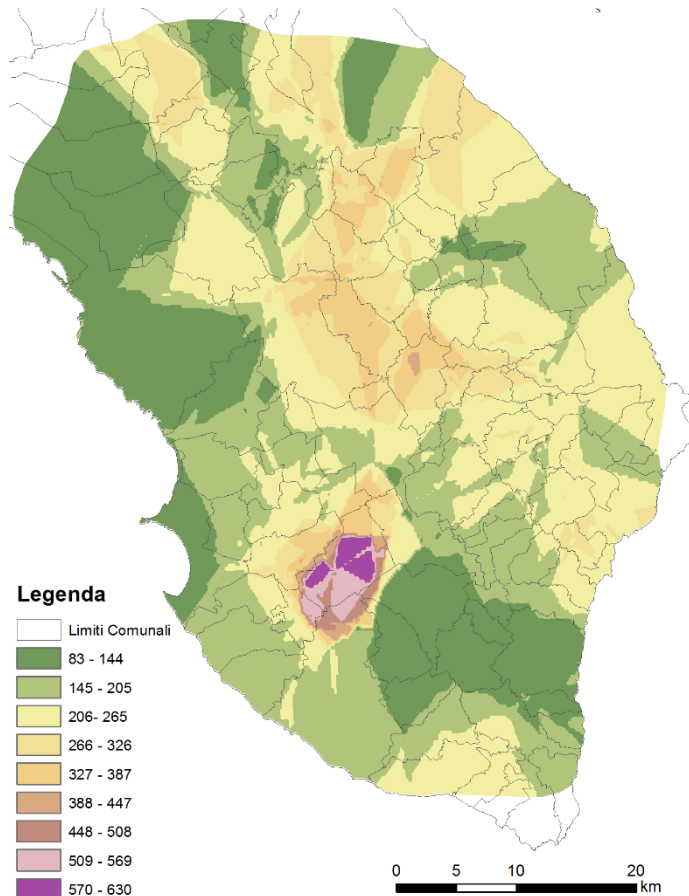 s
Legenda
Limiti Comunali
83 - 144
145 - 205
206- 265
266 - 326
327 - 387
388 - 447
448 - 508
509 - 569
570 - 630
0 5 10 20
km